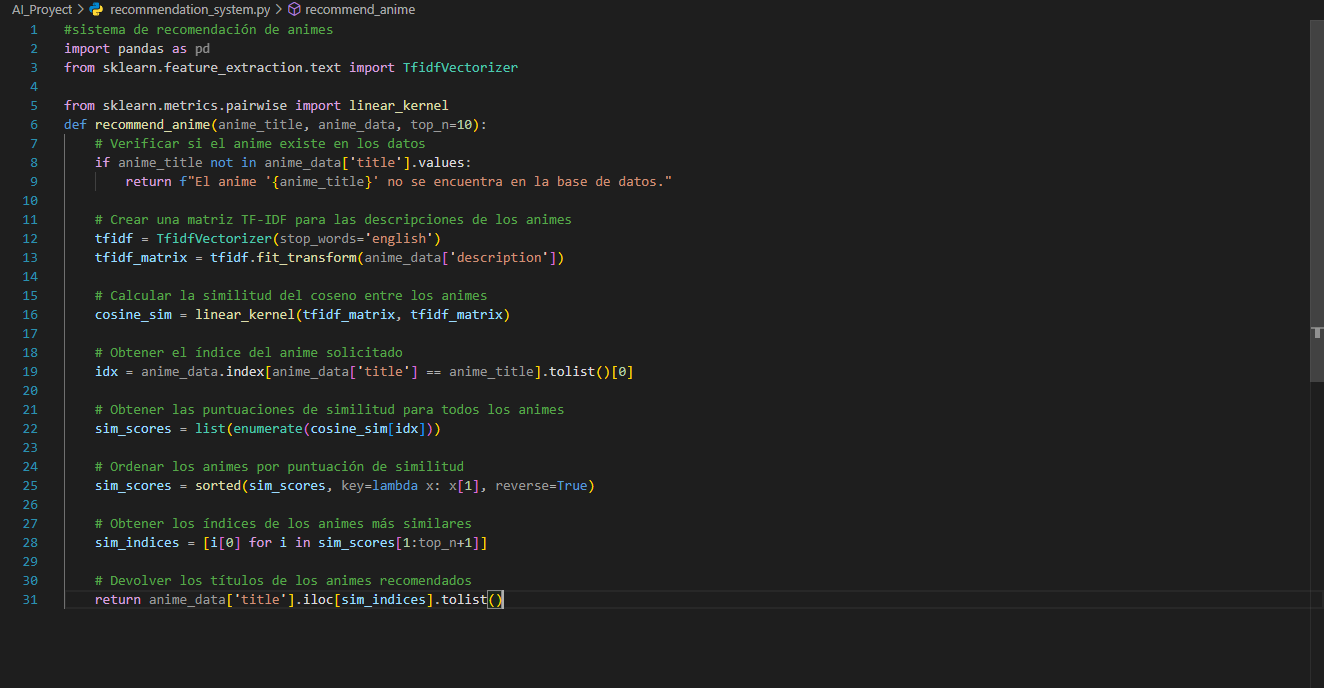 AI_Proyect > recommendation_system.py > recommend_anime
1 #sistema de recomendación de animes
2 import pandas as pd
3 from sklearn.feature_extraction.text import TfidfVectorizer
4
5 from sklearn.metrics.pairwise import linear_kernel
6 def recommend_anime(anime_title, anime_data, top_n=10):
7     # Verificar si el anime existe en los datos
8     if anime_title not in anime_data['title'].values:
9         return f"El anime '{anime_title}' no se encuentra en la base de datos."
10
11     # Crear una matriz TF-IDF para las descripciones de los animes
12     tfidf = TfidfVectorizer(stop_words='english')
13     tfidf_matrix = tfidf.fit_transform(anime_data['description'])
14
15     # Calcular la similitud del coseno entre los animes
16     cosine_sim = linear_kernel(tfidf_matrix, tfidf_matrix)
17
18     # Obtener el índice del anime solicitado
19     idx = anime_data.index[anime_data['title'] == anime_title].tolist()[0]
20
21     # Obtener las puntuaciones de similitud para todos los animes
22     sim_scores = list(enumerate(cosine_sim[idx]))
23
24     # Ordenar los animes por puntuación de similitud
25     sim_scores = sorted(sim_scores, key=lambda x: x[1], reverse=True)
26
27     # Obtener los índices de los animes más similares
28     sim_indices = [i[0] for i in sim_scores[1:top_n+1]]
29
30     # Devolver los títulos de los animes recomendados
31     return anime_data['title'].iloc[sim_indices].tolist()